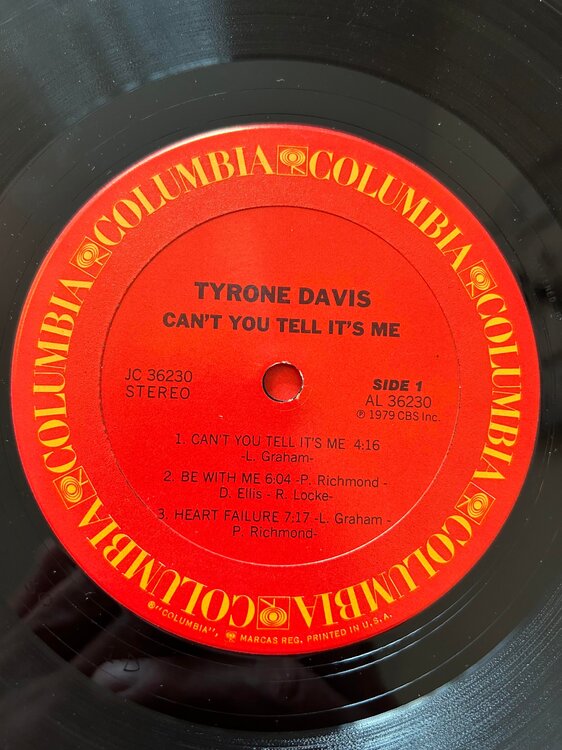 COLUMBIA COLUMBIA COLUMBIA COLUMBIA COLUMBIA COLUMBIA
TYRONE DAVIS
CAN'T YOU TELL IT'S ME
JC 36230
STEREO
SIDE 1
AL 36230
℗ 1979 CBS Inc.
1. CAN'T YOU TELL IT'S ME 4:16
-L. Graham-
2. BE WITH ME 6:04 -P. Richmond -
D. Ellis - R. Locke-
3. HEART FAILURE 7:17 -L. Graham -
P. Richmond-
® "COLUMBIA", MARCAS REG. PRINTED IN U.S.A.